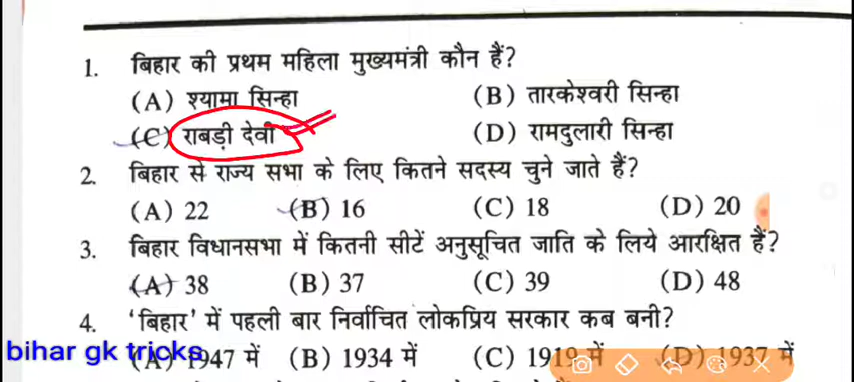 1. बिहार की प्रथम महिला मुख्यमंत्री कौन हैं?
(A) श्यामा सिन्हा (B) तारकेश्वरी सिन्हा
(C) राबड़ी देवी (D) रामदुलारी सिन्हा
2. बिहार से राज्य सभा के लिए कितने सदस्य चुने जाते हैं?
(A) 22 (B) 16 (C) 18 (D) 20
3. बिहार विधानसभा में कितनी सीटें अनुसूचित जाति के लिये आरक्षित हैं?
(A) 38 (B) 37 (C) 39 (D) 48
4. ‘बिहार’ में पहली बार निर्वाचित लोकप्रिय सरकार कब बनी?
bihar gk tricks
(A) 1947 में (B) 1934 में (C) 1919 में (D) 1937 में